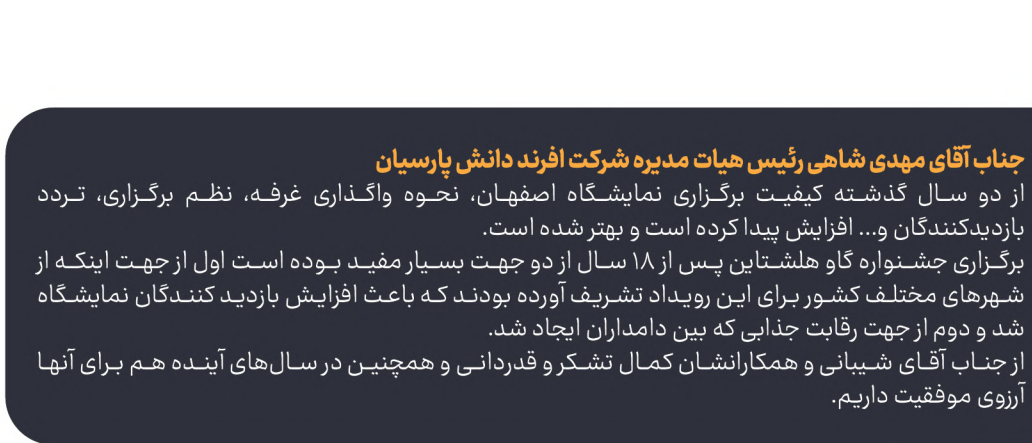 جناب آقای مهدی شاهی رئیس هیات مدیره شرکت افرند دانش پارسیان
از دو سال گذشته کیفیت برگزاری نمایشگاه اصفهان، نحوه واگذاری غرفه، نظم برگزاری، تردد
بازدیدکنندگان و... افزایش پیدا کرده است و بهتر شده است.
برگزاری جشنواره گاو هلشتاین پس از ۱۸ سال از دو جهت بسیار مفید بوده است اول از جهت اینکه از
شهرهای مختلف کشور برای این رویداد تشریف آورده بودند که باعث افزایش بازدید کنندگان نمایشگاه
شد و دوم از جهت رقابت جذابی که بین دامداران ایجاد شد.
از جناب آقای شیبانی و همکارانشان کمال تشکر و قدردانی و همچنین در سال‌های آینده هم برای آنها
آرزوی موفقیت داریم.